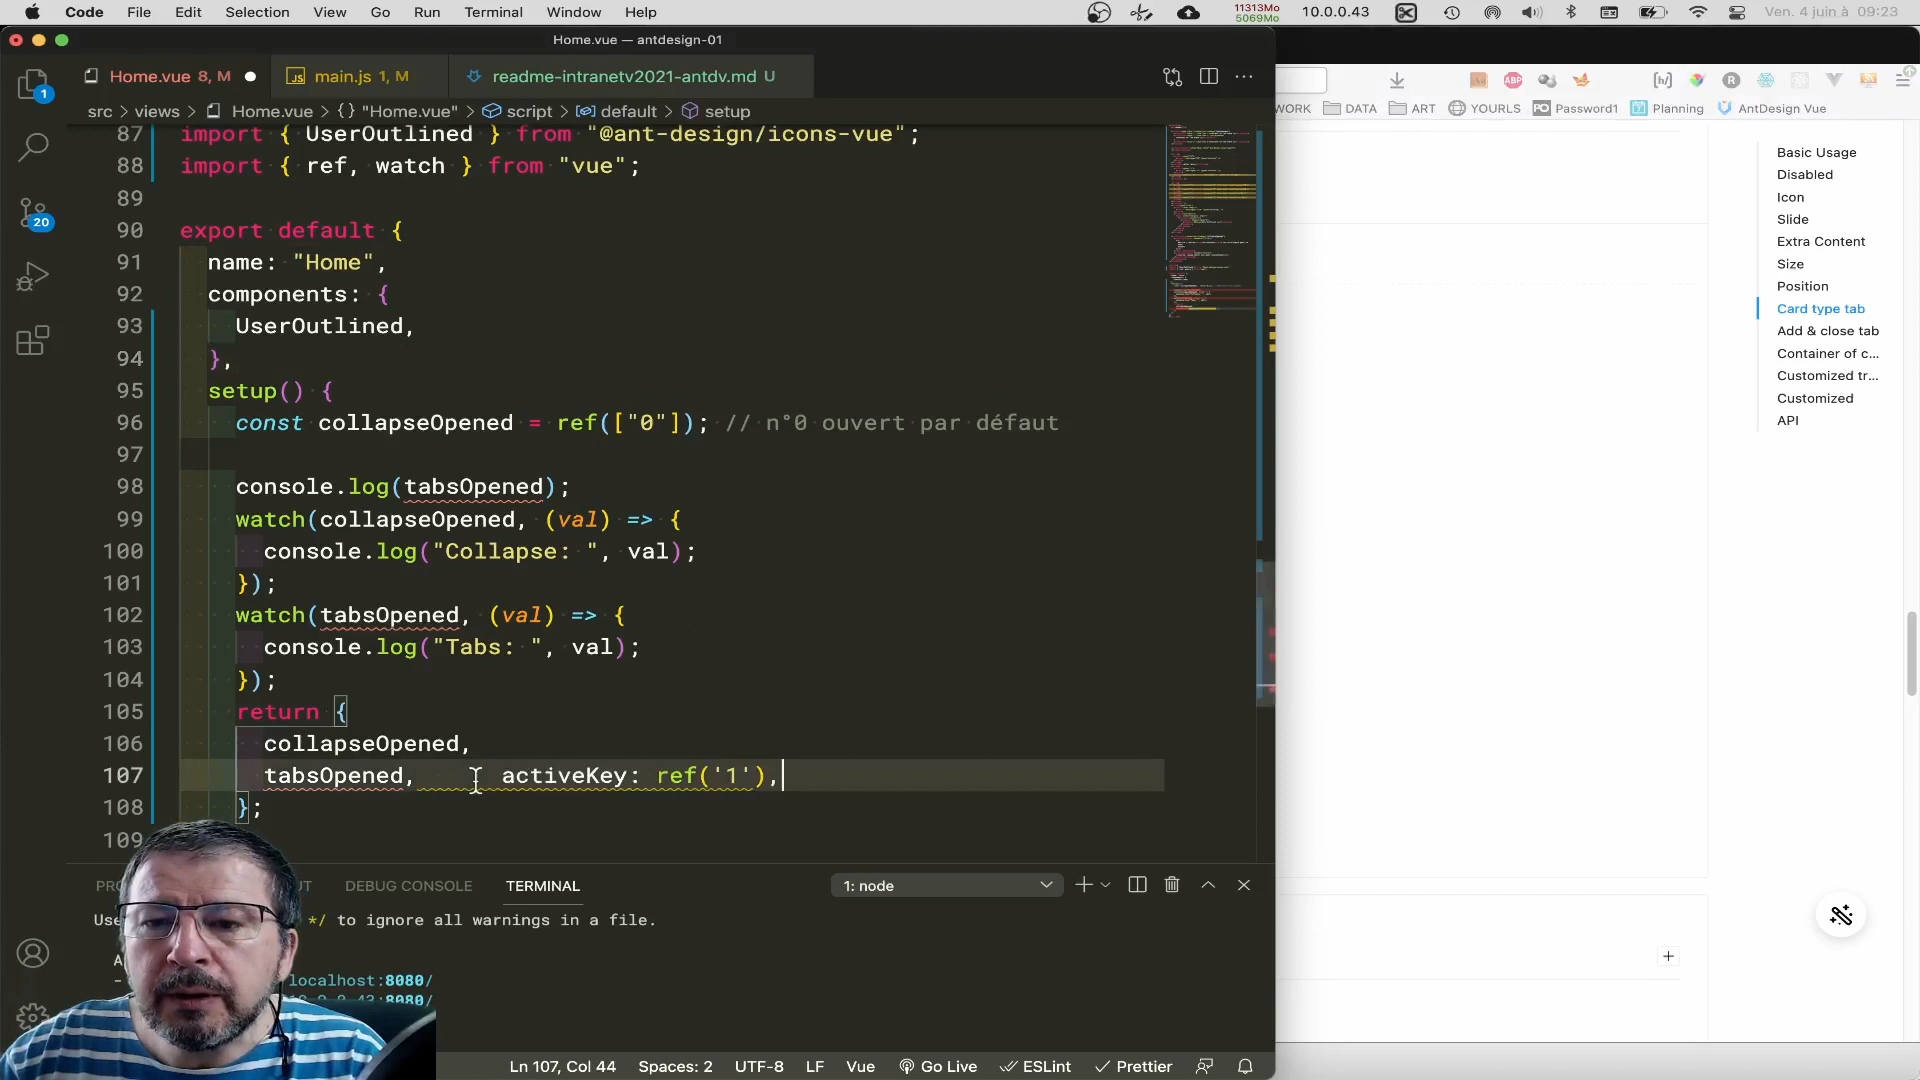 Code File Edit Selection View Go Run Terminal Window Help 11313Mo 5069Mo 10.0.0.43 Ven. 4 juin à 09:23
Home.vue — antdesign-01
Home.vue 8, M main.js 1, M readme-intranetv2021-antdv.md U
src > views > Home.vue > {} "Home.vue" > script > default > setup
WORK DATA ART YOURLS Password1 Planning AntDesign Vue
87 import { UserOutlined } from "@ant-design/icons-vue";
88 import { ref, watch } from "vue";
89
90 export default {
91 name: "Home",
92 components: {
93 UserOutlined,
94 },
95 setup() {
96 const collapseOpened = ref(["0"]); // n°0 ouvert par défaut
97
98 console.log(tabsOpened);
99 watch(collapseOpened, (val) => {
100 console.log("Collapse: ", val);
101 });
102 watch(tabsOpened, (val) => {
103 console.log("Tabs: ", val);
104 });
105 return {
106 collapseOpened,
107 tabsOpened, activeKey: ref('1'),
108 };
109
DEBUG CONSOLE TERMINAL 1: node
Use */ to ignore all warnings in a file.
localhost:8080/
Ln 107, Col 44 Spaces: 2 UTF-8 LF Vue Go Live ESLint Prettier
1
20
Basic Usage
Disabled
Icon
Slide
Extra Content
Size
Position
Card type tab
Add & close tab
Container of c...
Customized tr...
Customized
API